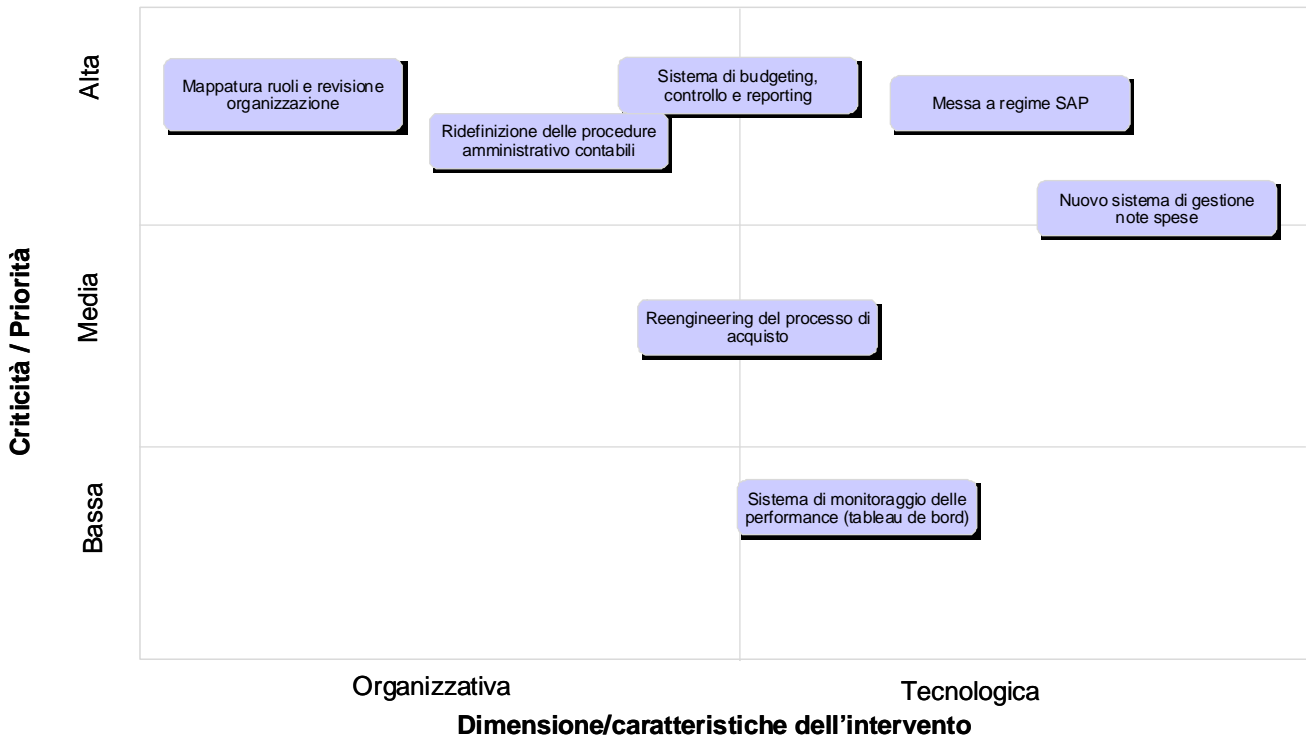 Alta
Mappatura ruoli e revisione
organizzazione
Sistema di budgeting,
controllo e reporting
Messa a regime SAP
Ridefinizione delle procedure
amministrativo contabili
Nuovo sistema di gestione
note spese
Criticità / Priorità
Media
Reengineering del processo di
acquisto
Bassa
Sistema di monitoraggio delle
performance (tableau de bord)
Organizzativa
Tecnologica
Dimensione/caratteristiche dell’intervento